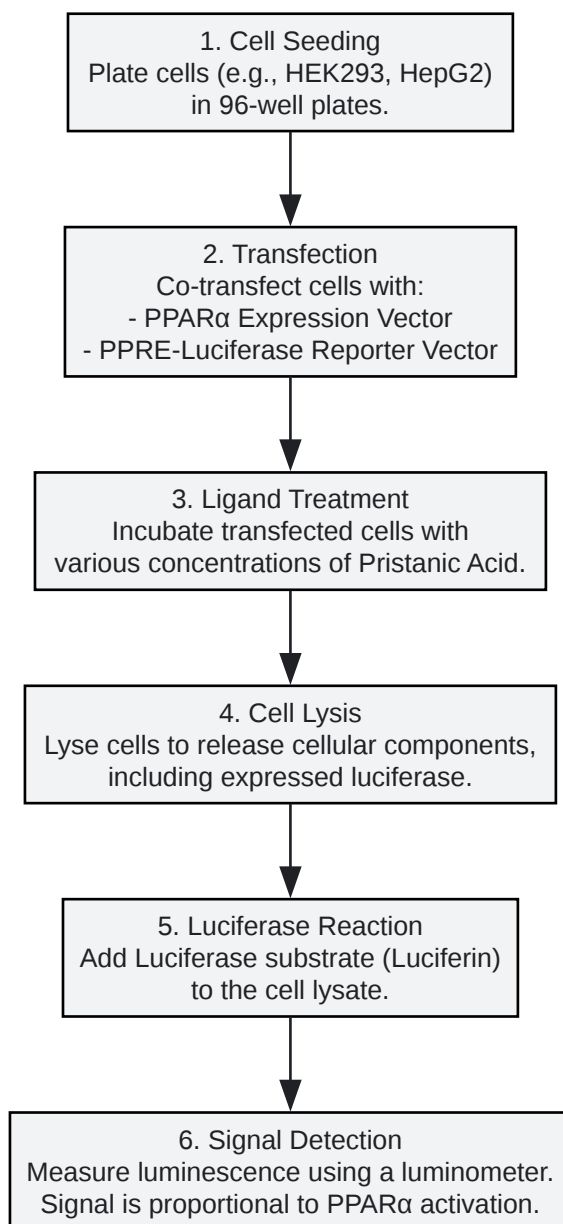 1. Cell Seeding
Plate cells (e.g., HEK293, HepG2)
in 96-well plates.
2. Transfection
Co-transfect cells with:
- PPARα Expression Vector
- PPRE-Luciferase Reporter Vector
3. Ligand Treatment
Incubate transfected cells with
various concentrations of Pristanic Acid.
4. Cell Lysis
Lyse cells to release cellular components,
including expressed luciferase.
5. Luciferase Reaction
Add Luciferase substrate (Luciferin)
to the cell lysate.
6. Signal Detection
Measure luminescence using a luminometer.
Signal is proportional to PPARα activation.